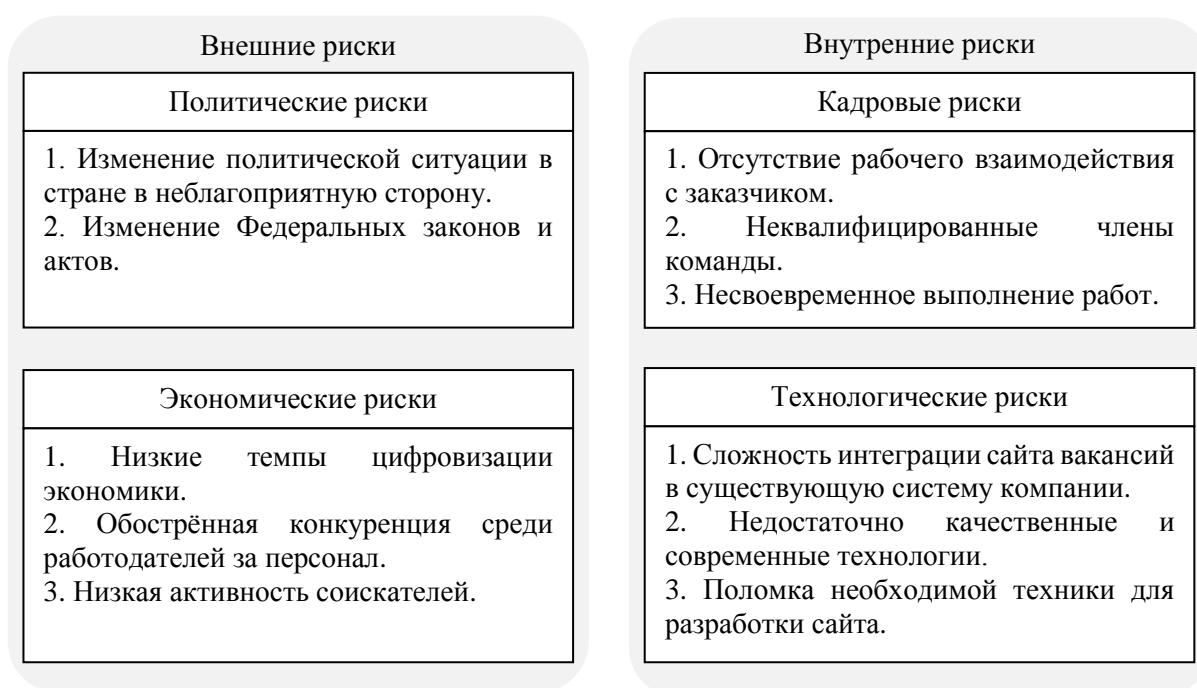 Внешние риски
Политические риски
1. Изменение политической ситуации в
стране в неблагоприятную сторону.
2. Изменение Федеральных законов и
актов.
Экономические риски
1. Низкие темпы цифровизации
экономики.
2. Обострённая конкуренция среди
работодателей за персонал.
3. Низкая активность соискателей.
Внутренние риски
Кадровые риски
1. Отсутствие рабочего взаимодействия
с заказчиком.
2. Неквалифицированные члены
команды.
3. Несвоевременное выполнение работ.
Технологические риски
1. Сложность интеграции сайта вакансий
в существующую систему компании.
2. Недостаточно качественные и
современные технологии.
3. Поломка необходимой техники для
разработки сайта.